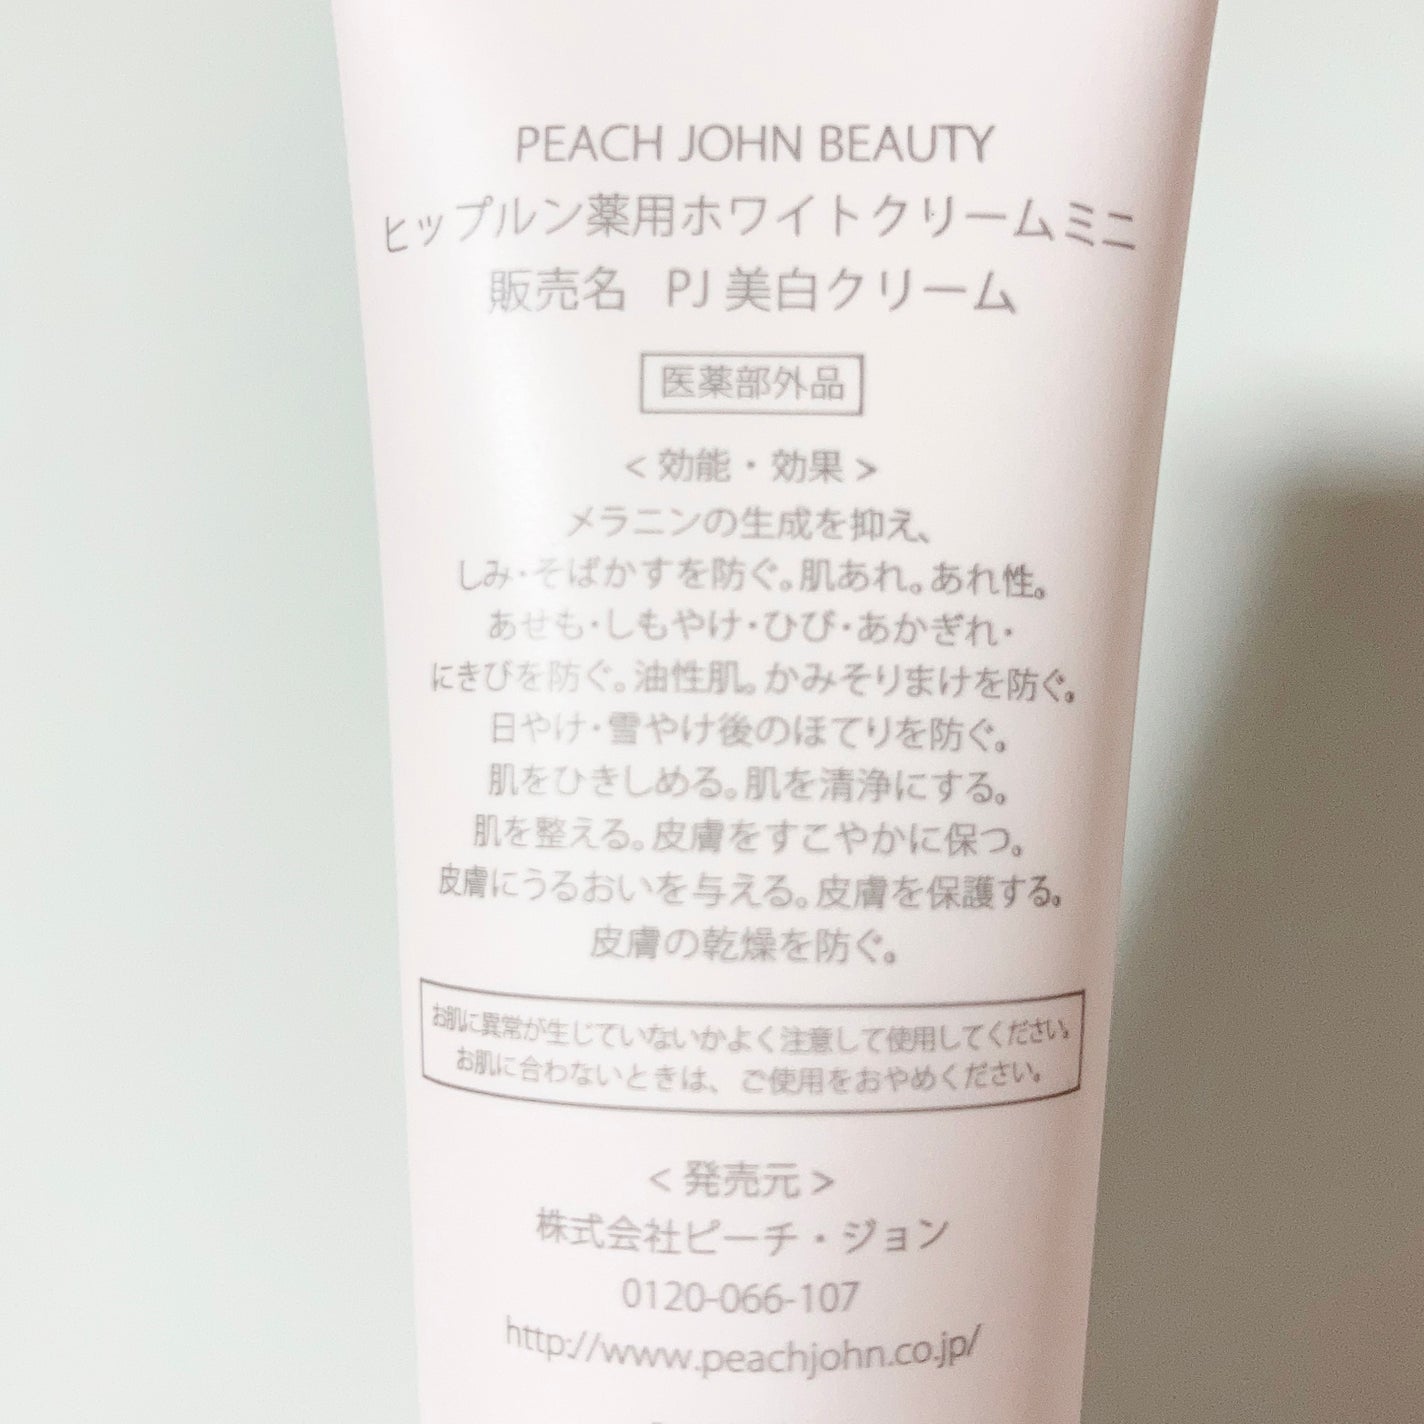 PEACH JOHN BEAUTY
ヒップルン薬用ホワイトクリームミニ
販売名 PJ 美白クリーム
医薬部外品
< 効能・効果 >
メラニンの生成を抑え、
しみ・そばかすを防ぐ。肌あれ。あれ性。
あせも・しもやけ・ひび・あかぎれ・
にきびを防ぐ。油性肌。かみそりまけを防ぐ。
日やけ・雪やけ後のほてりを防ぐ。
肌をひきしめる。肌を清浄にする。
肌を整える。皮膚をすこやかに保つ。
皮膚にうるおいを与える。皮膚を保護する。
皮膚の乾燥を防ぐ。
お肌に異常が生じていないかよく注意して使用してください。
お肌に合わないときは、ご使用をおやめください。
< 発売元 >
株式会社ピーチ・ジョン
0120-066-107
http://www.peachjohn.co.jp/